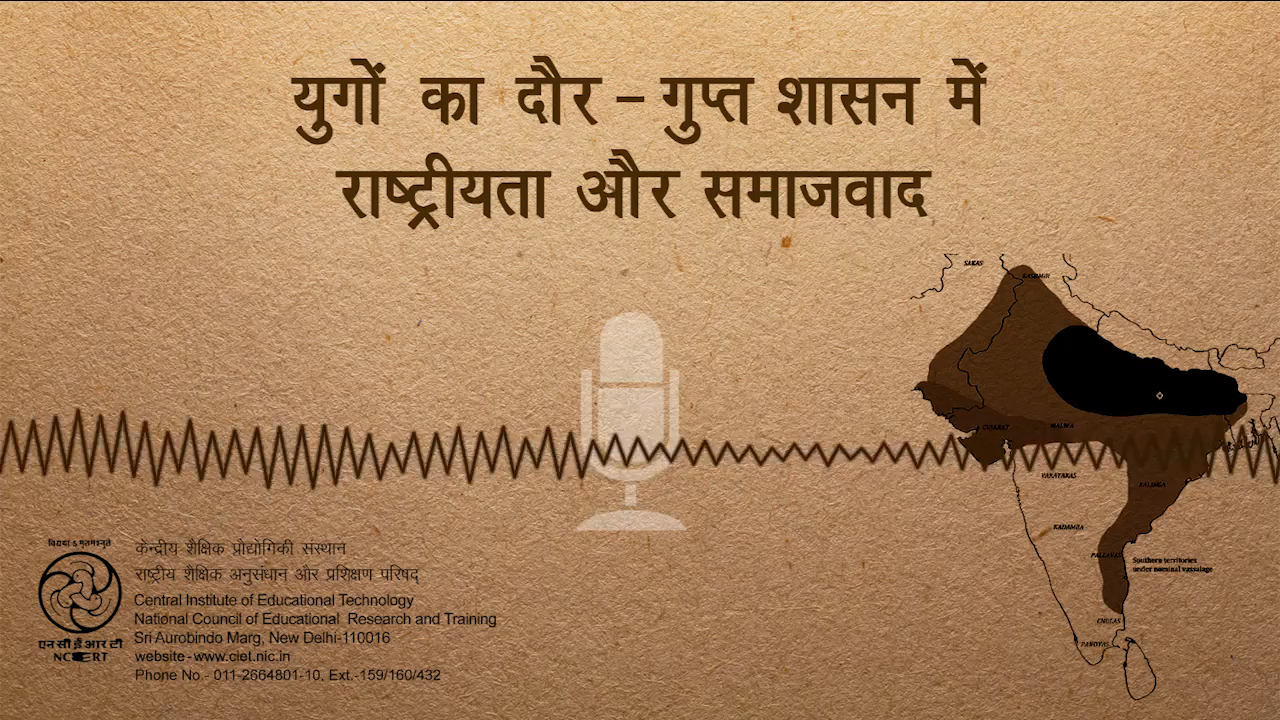 युगों का दौर – गुप्त शासन में
राष्ट्रीयता और समाजवाद
SAKAS
KASHMIR
GUJARAT
MALWA
VAKATAKAS
KALINGA
KADAMBA
PALLAVAS
Southern territories
under nominal vassalage
CHOLAS
PANDYAS
विद्यया ऽ मृतमश्नुते
एन सी ई आर टी
NCERT
केन्द्रीय शैक्षिक प्रौद्योगिकी संस्थान
राष्ट्रीय शैक्षिक अनुसंधान और प्रशिक्षण परिषद्
Central Institute of Educational Technology
National Council of Educational Research and Training
Sri Aurobindo Marg, New Delhi-110016
website - www.ciet.nic.in
Phone No.- 011-2664801-10, Ext.-159/160/432